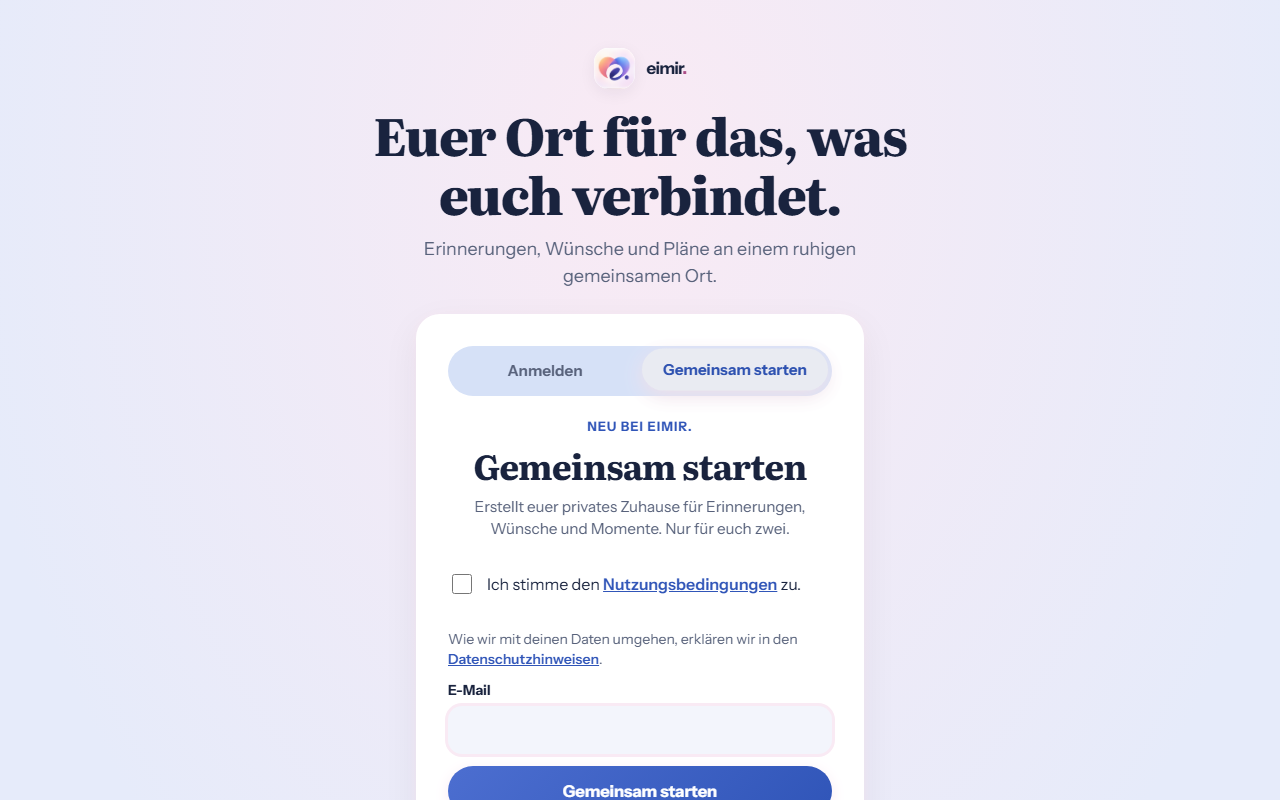 eimir.
Euer Ort für das, was
euch verbindet.
Erinnerungen, Wünsche und Pläne an einem ruhigen
gemeinsamen Ort.
Anmelden
Gemeinsam starten
NEU BEI EIMIR.
Gemeinsam starten
Erstellt euer privates Zuhause für Erinnerungen,
Wünsche und Momente. Nur für euch zwei.
Ich stimme den Nutzungsbedingungen zu.
Wie wir mit deinen Daten umgehen, erklären wir in den
Datenschutzhinweisen.
E-Mail
Gemeinsam starten